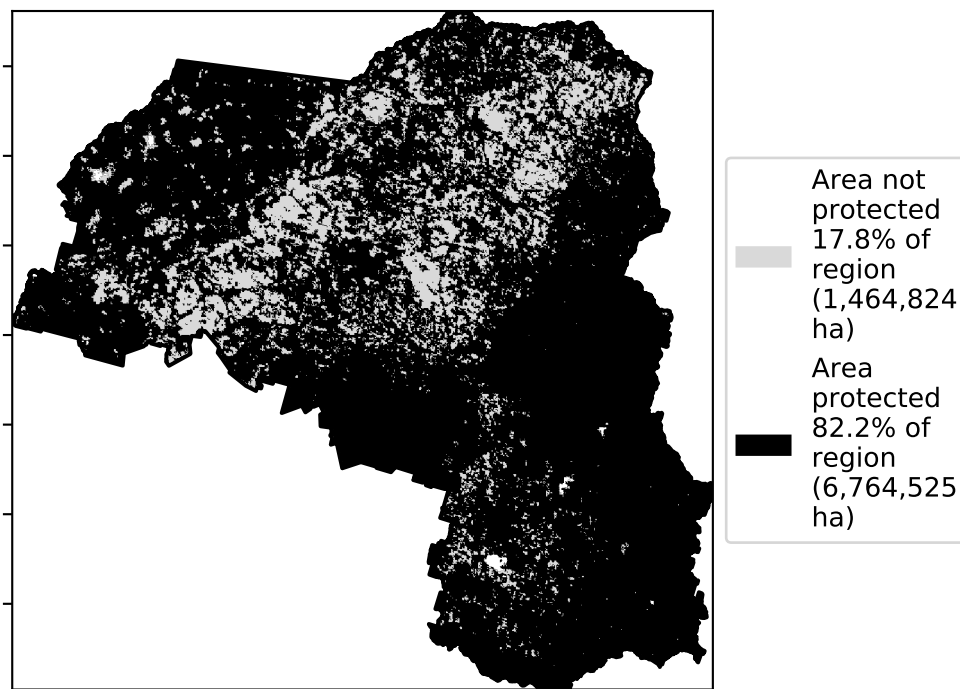 Area not
protected
17.8% of
region
(1,464,824
ha)
Area
protected
82.2% of
region
(6,764,525
ha)